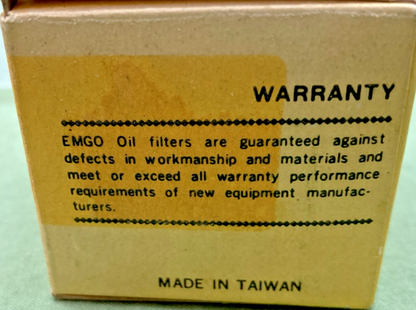 WARRANTY
EMGO Oil filters are guaranteed against
defects in workmanship and materials and
meet or exceed all warranty performance
requirements of new equipment manufac-
turers.
MADE IN TAIWAN